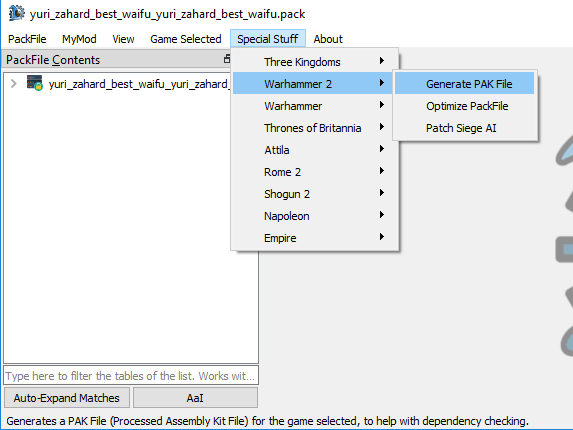 yuri_zahard_best_waifu_yuri_zahard_best_waifu.pack
PackFile MyMod View Game Selected Special Stuff About
PackFile Contents
yuri_zahard_best_waifu_yuri_zahard_
Three Kingdoms
Warhammer 2
Warhammer
Thrones of Britannia
Attila
Rome 2
Shogun 2
Napoleon
Empire
Generate PAK File
Optimize PackFile
Patch Siege AI
Type here to filter the tables of the list. Works wit...
Auto-Expand Matches AaI
Generates a PAK File (Processed Assembly Kit File) for the game selected, to help with dependency checking.